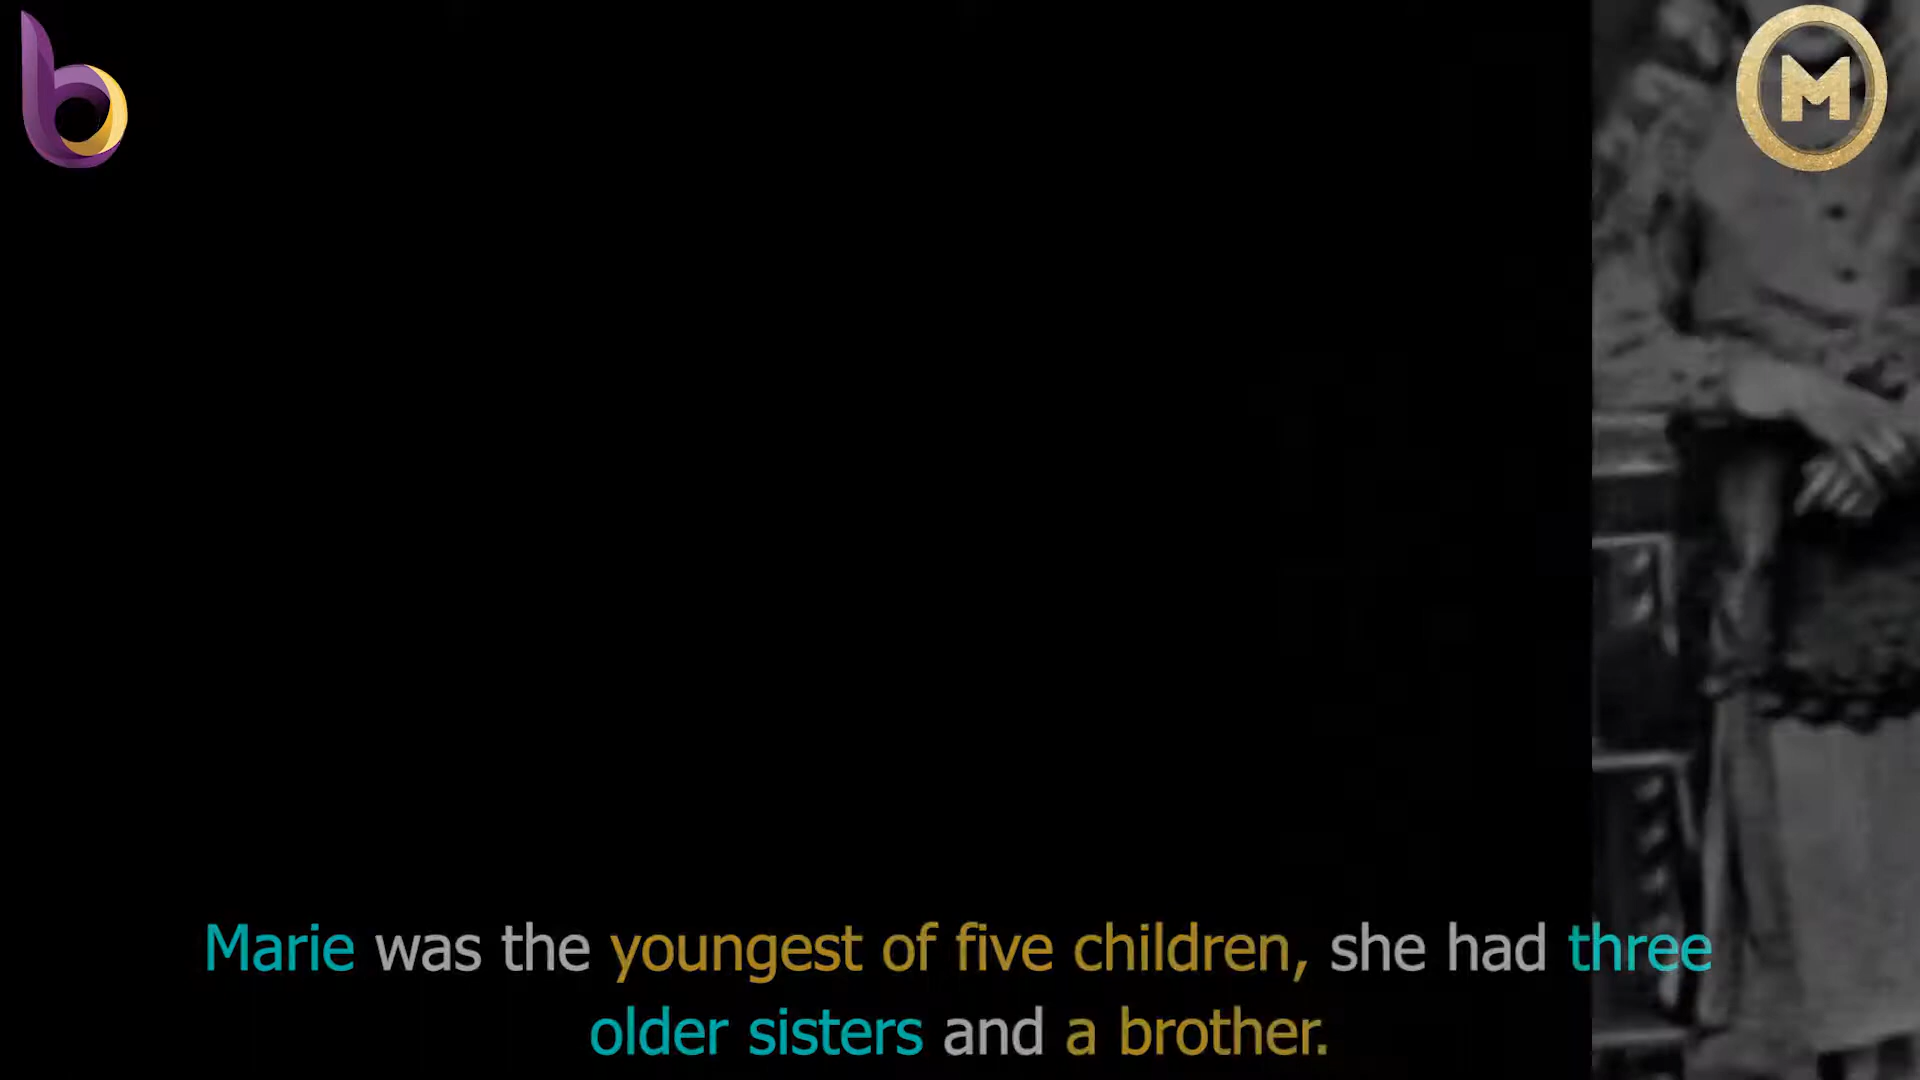 b
M
Marie was the youngest of five children, she had three
older sisters and a brother.